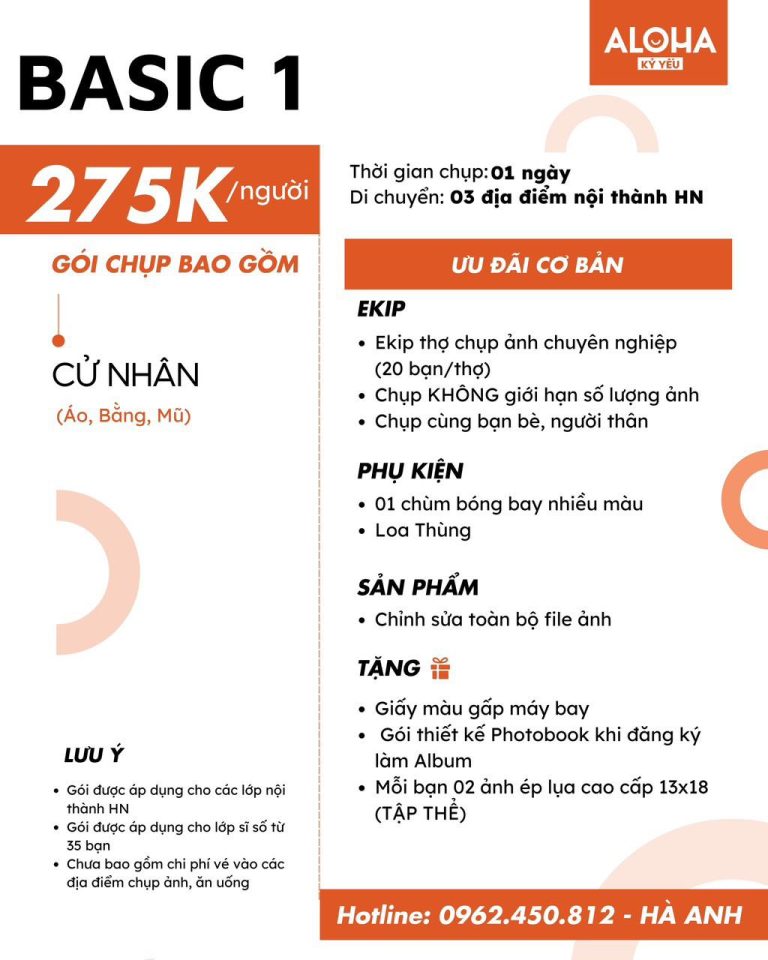 ALOHA
KỶ YẾU
BASIC 1
275K/người
GÓI CHỤP BAO GỒM
CỬ NHÂN
(Áo, Bằng, Mũ)
LƯU Ý
• Gói được áp dụng cho các lớp nội
thành HN
• Gói được áp dụng cho lớp sĩ số từ
35 bạn
• Chưa bao gồm chi phí vé vào các
địa điểm chụp ảnh, ăn uống
Thời gian chụp: 01 ngày
Di chuyển: 03 địa điểm nội thành HN
ƯU ĐÃI CƠ BẢN
EKIP
• Ekip thợ chụp ảnh chuyên nghiệp
(20 bạn/thợ)
• Chụp KHÔNG giới hạn số lượng ảnh
• Chụp cùng bạn bè, người thân
PHỤ KIỆN
• 01 chùm bóng bay nhiều màu
• Loa Thùng
SẢN PHẨM
• Chỉnh sửa toàn bộ file ảnh
TẶNG
• Giấy màu gấp máy bay
• Gói thiết kế Photobook khi đăng ký
làm Album
• Mỗi bạn 02 ảnh ép lụa cao cấp 13x18
(TẬP THỂ)
Hotline: 0962.450.812 - HÀ ANH